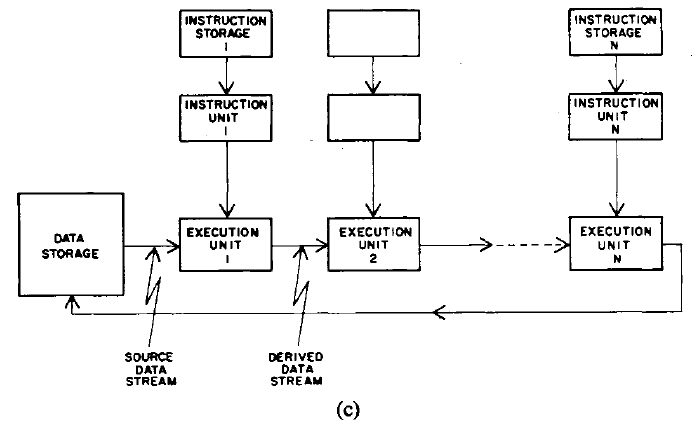 INSTRUCTION
STORAGE
1
INSTRUCTION
STORAGE
N
INSTRUCTION
UNIT
1
INSTRUCTION
UNIT
N
DATA
STORAGE
EXECUTION
UNIT
1
EXECUTION
UNIT
2
EXECUTION
UNIT
N
SOURCE
DATA
STREAM
DERIVED
DATA
STREAM
(c)